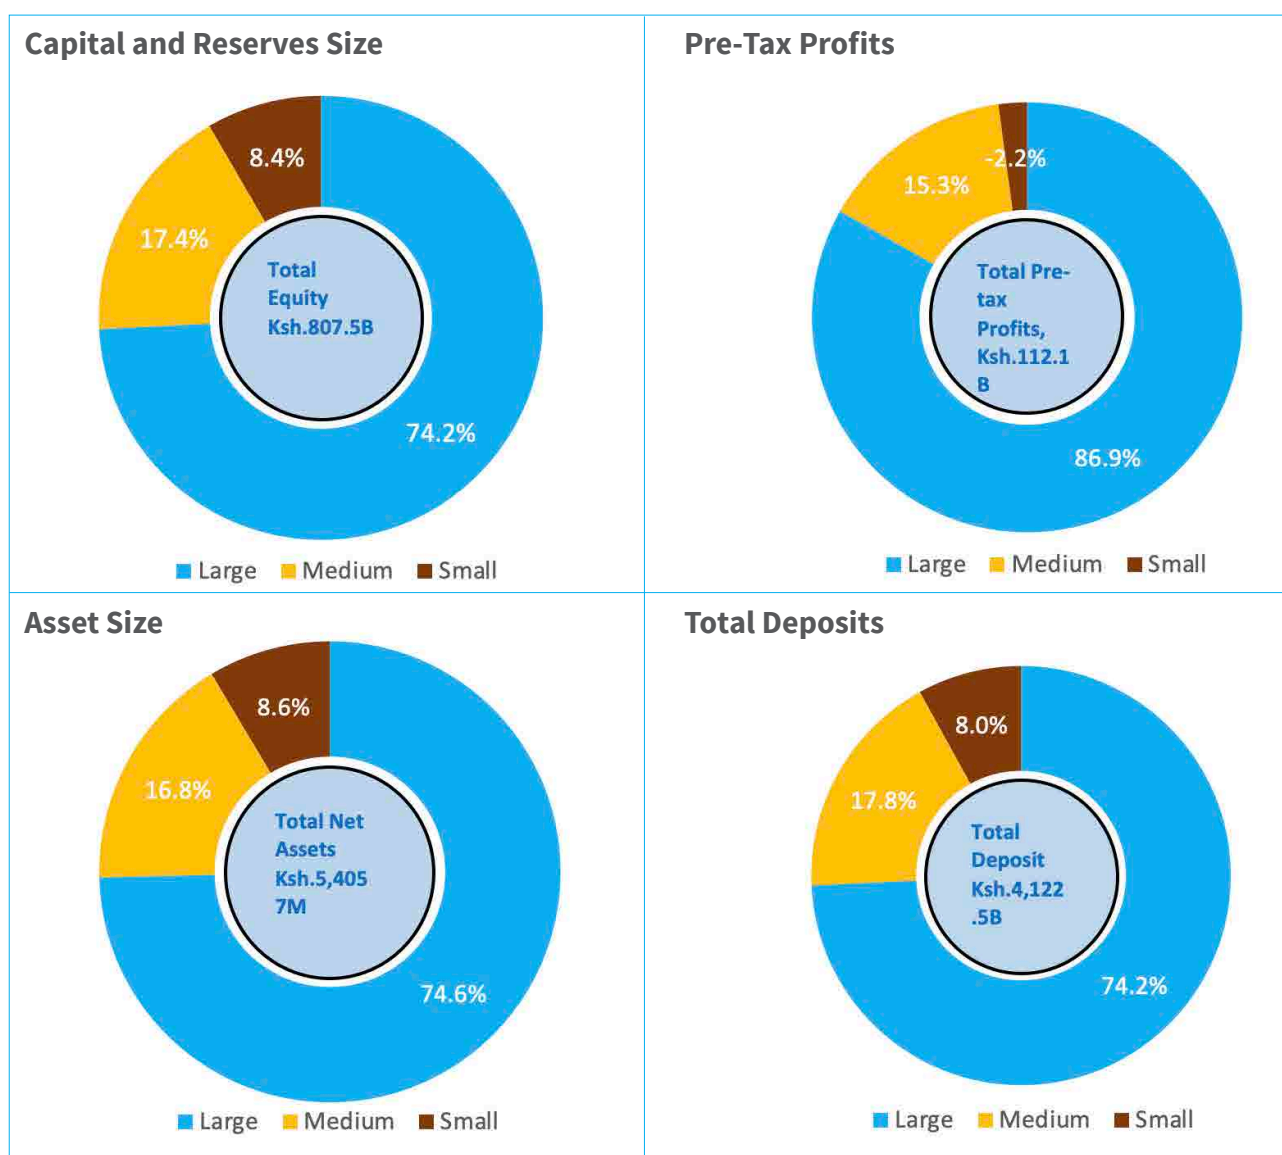 Capital and Reserves Size
8.4%
17.4%
Total
Equity
Ksh.807.5B
74.2%
Large Medium Small
Pre-Tax Profits
-2.2%
15.3%
Total Pre-
tax
Profits,
Ksh.112.1
B
86.9%
Large Medium Small
Asset Size
8.6%
16.8%
Total Net
Assets
Ksh.5,405
7M
74.6%
Large Medium Small
Total Deposits
8.0%
17.8%
Total
Deposit
Ksh.4,122
.5B
74.2%
Large Medium Small